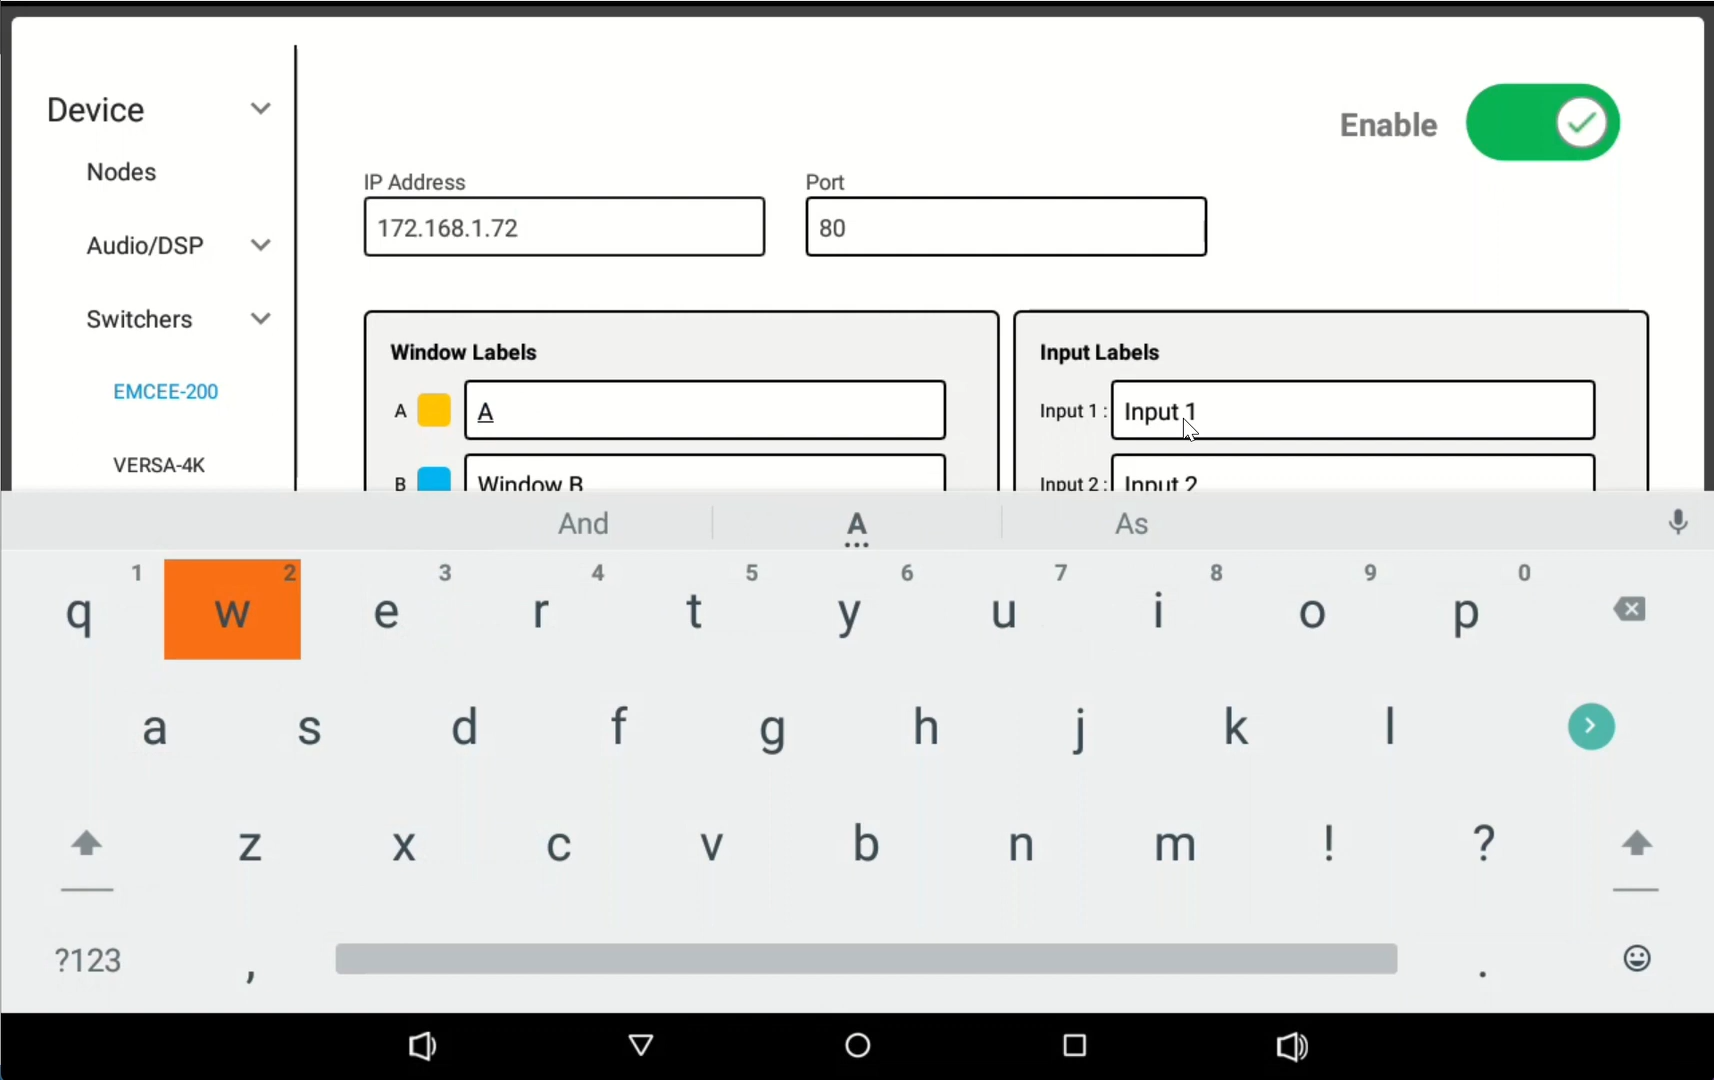 Device
Enable
Nodes
IP Address
Port
172.168.1.72
80
Audio/DSP
Switchers
Window Labels
Input Labels
EMCEE-200
A
A
Input 1 :
Input 1
VERSA-4K
B
Window B
Input 2 :
Input 2
And
A
As
1 2 3 4 5 6 7 8 9 0
q w e r t y u i o p
a s d f g h j k l
z x c v b n m ! ?
?123 , .